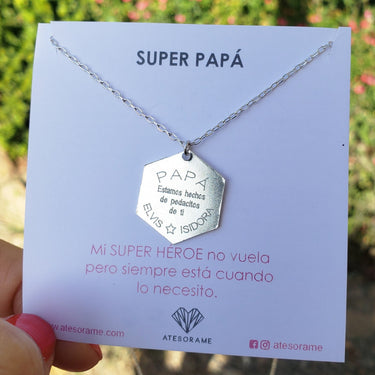 SUPER PAPÁ
PAPÁ
Estamos hechos
de pedacitos
de ti
ELVIS ☆ ISIDORA
Mi SUPER HÉROE no vuela
pero siempre está cuando
lo necesito.
www.atesorame.com
ATESORAME
atesorame